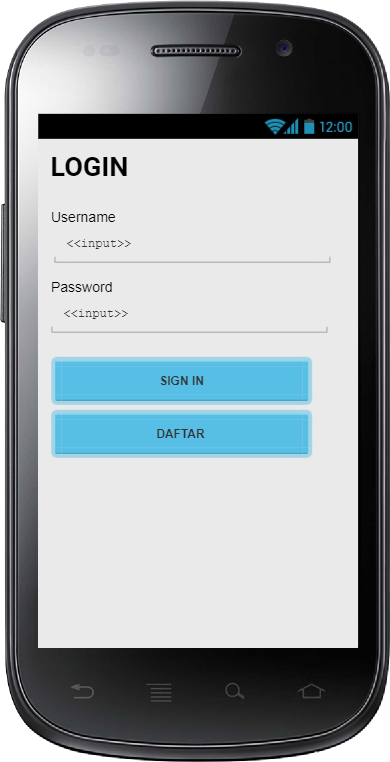 12:00
LOGIN
Username
<<input>>
Password
<<input>>
SIGN IN
DAFTAR